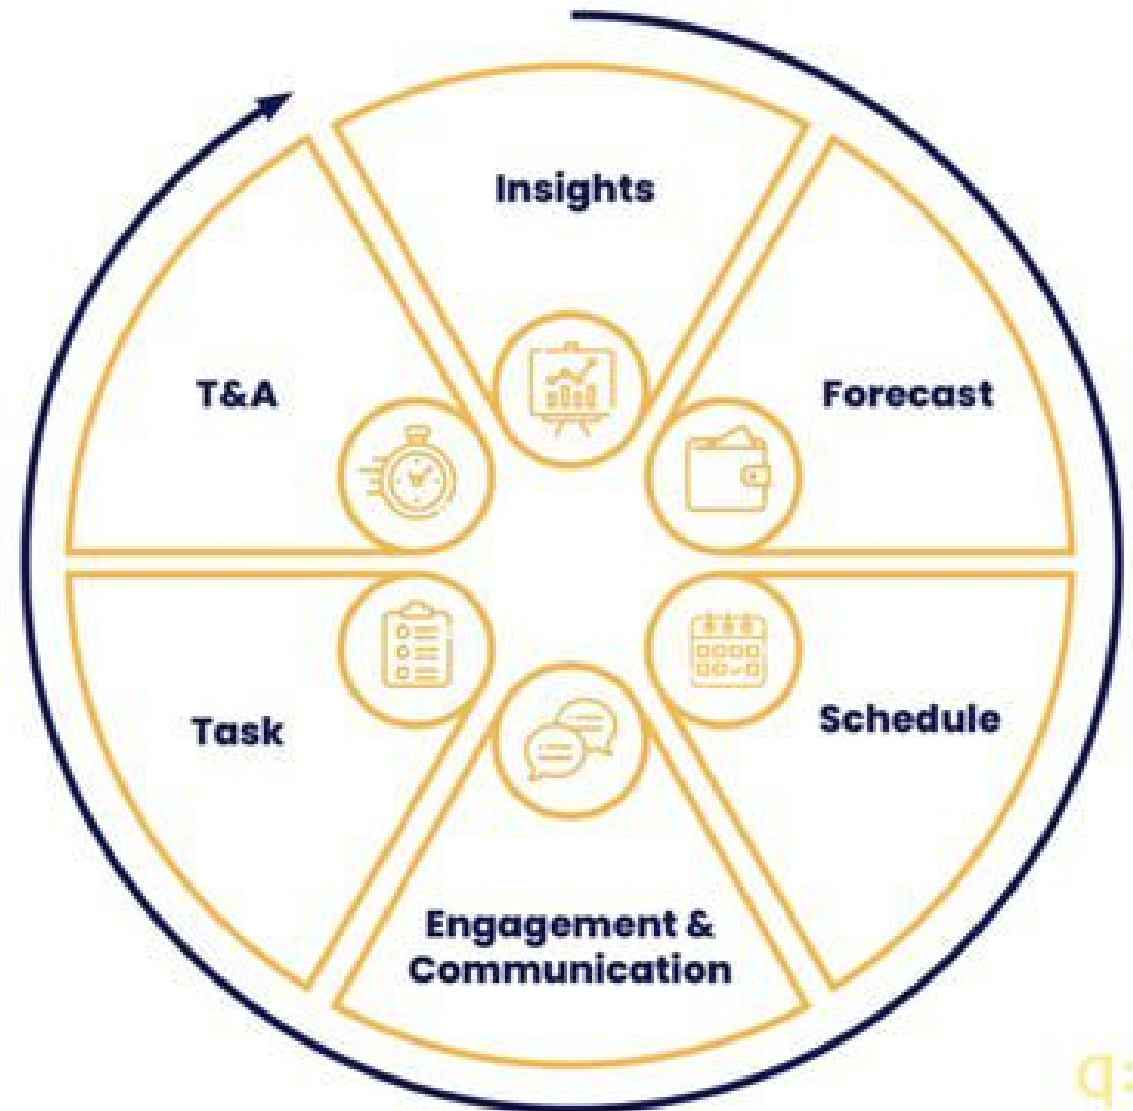 Insights
Forecast
Schedule
Engagement &
Communication
Task
T&A